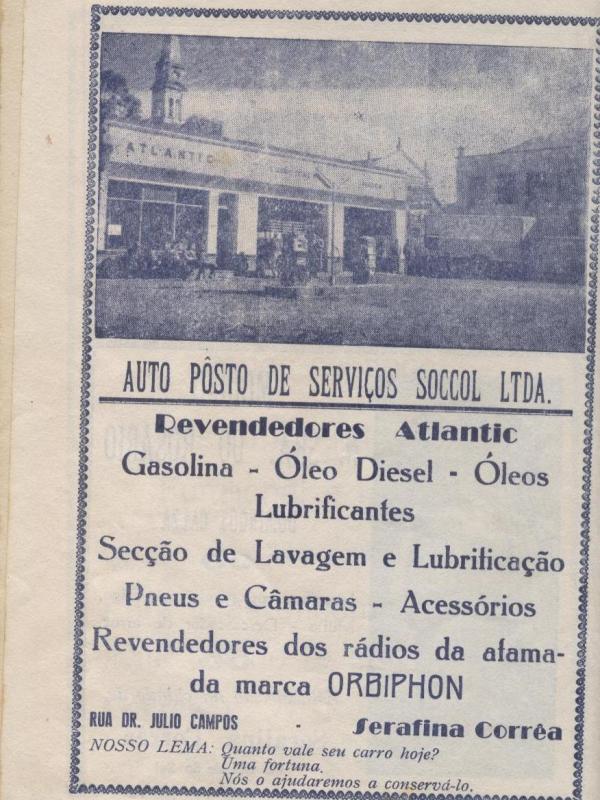 ATLANTIC
AUTO PÔSTO DE SERVIÇOS SOCCOL LTDA.
Revendedores Atlantic
Gasolina - Óleo Diesel - Óleos
Lubrificantes
Secção de Lavagem e Lubrificação
Pneus e Câmaras - Acessórios
Revendedores dos rádios da afama-
da marca ORBIPHON
RUA DR. JULIO CAMPOS - Serafina Corrêa
NOSSO LEMA: Quanto vale seu carro hoje?
Uma fortuna.
Nós o ajudaremos a conservá-lo.